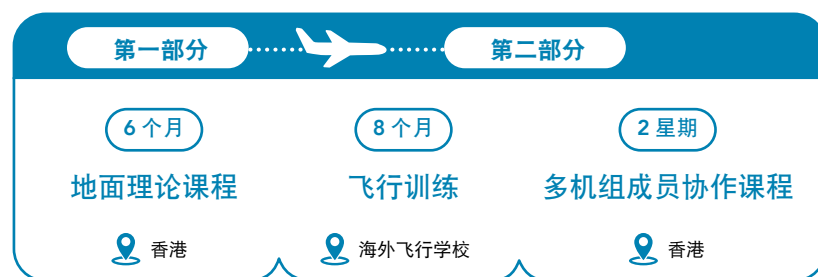 第一部分
第二部分
6 个月
8 个月
2 星期
地面理论课程
飞行训练
多机组成员协作课程
香港
海外飞行学校
香港